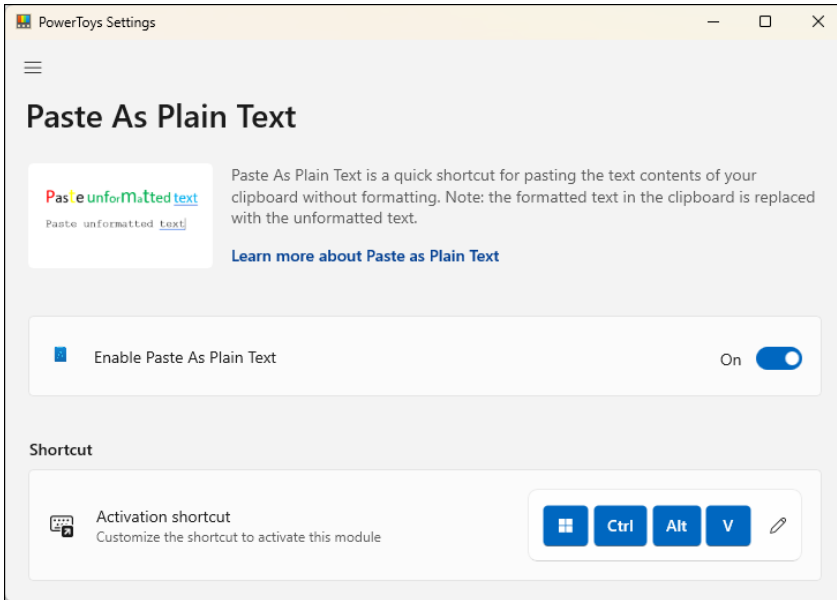 PowerToys Settings
Paste As Plain Text
Paste unforMatted text
Paste unformatted text
Paste As Plain Text is a quick shortcut for pasting the text contents of your
clipboard without formatting. Note: the formatted text in the clipboard is replaced
with the unformatted text.
Learn more about Paste as Plain Text
Enable Paste As Plain Text
On
Shortcut
Activation shortcut
Customize the shortcut to activate this module
Ctrl Alt V